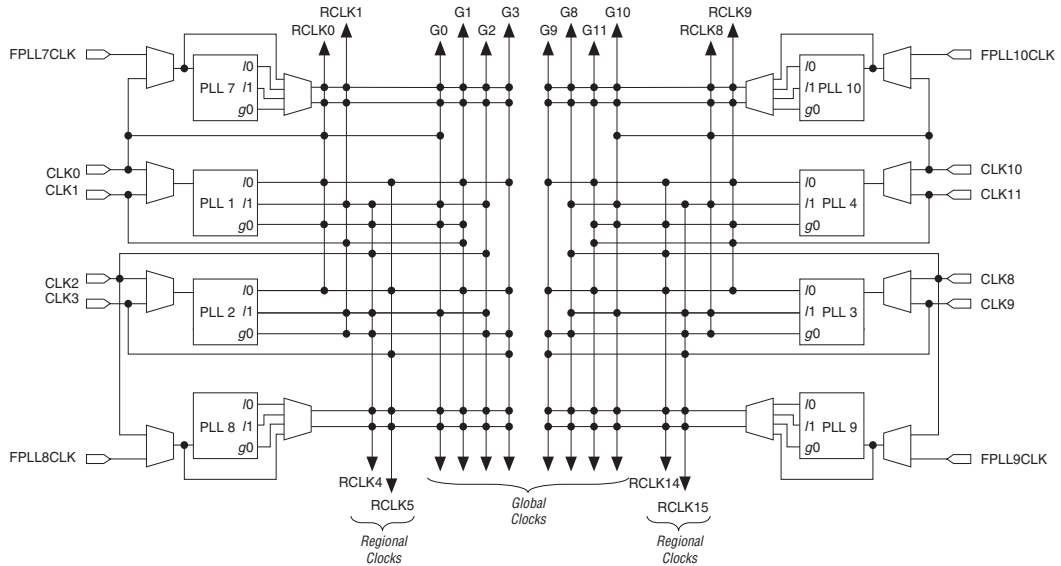 RCLK1 G1 G3 G8 G10 RCLK9
RCLK0 G0 G2 G9 G11 RCLK8
FPLL7CLK PLL 7 l0 l1 g0
l0 l1 PLL 10 g0 FPLL10CLK
CLK0 CLK10
CLK1 CLK11
PLL 1 l0 l1 g0
l0 l1 PLL 4 g0
CLK2 CLK8
CLK3 CLK9
PLL 2 l0 l1 g0
l0 l1 PLL 3 g0
PLL 8 l0 l1 g0
l0 l1 PLL 9 g0
FPLL8CLK FPLL9CLK
RCLK4 RCLK14
RCLK5 RCLK15
Global
Clocks
Regional
Clocks
Regional
Clocks